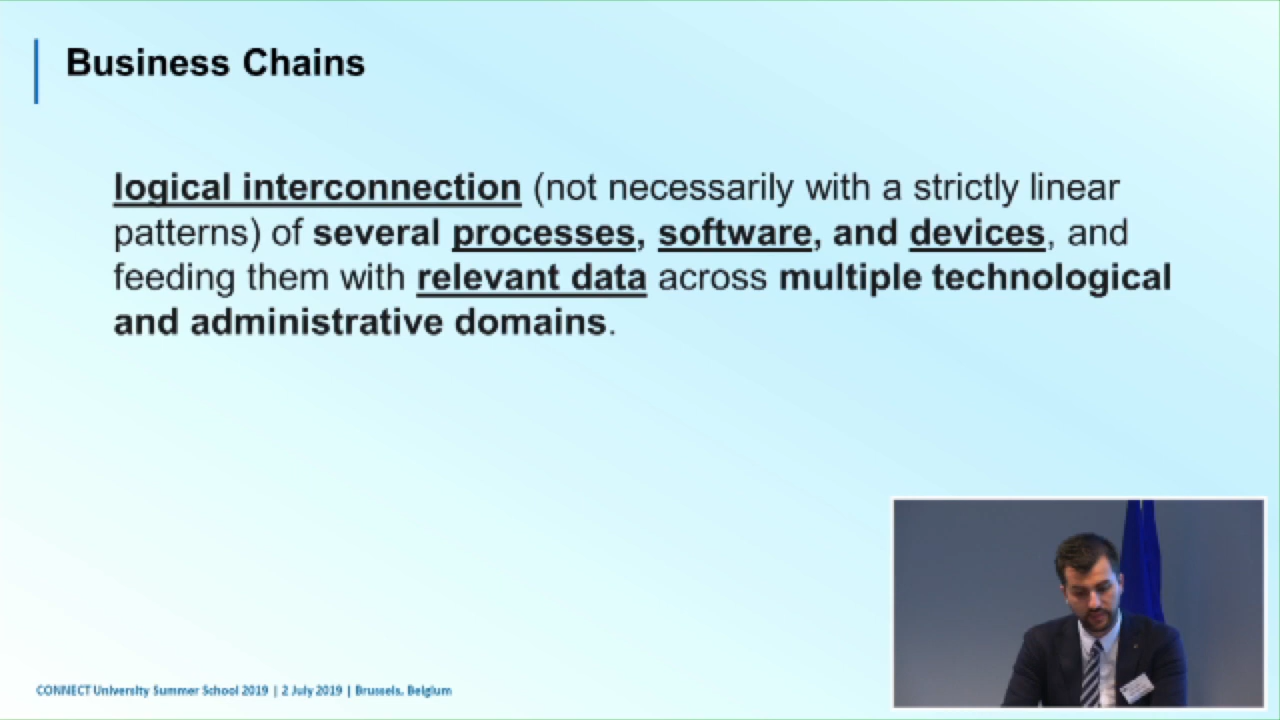 Business Chains
logical interconnection (not necessarily with a strictly linear
patterns) of several processes, software, and devices, and
feeding them with relevant data across multiple technological
and administrative domains.
CONNECT University Summer School 2019 | 2 July 2019 | Brussels, Belgium